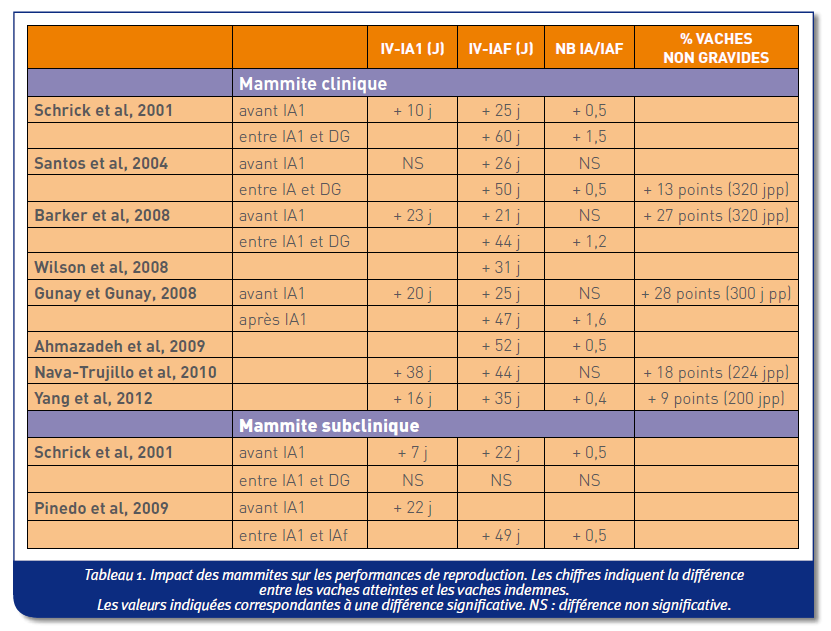 IV-IA1 (J) IV-IAF (J) NB IA/IAF % VACHES
NON GRAVIDES
Mammite clinique
Schrick et al, 2001 avant IA1 + 10 j + 25 j + 0,5
entre IA1 et DG + 60 j + 1,5
Santos et al, 2004 avant IA1 NS + 26 j NS
entre IA et DG + 50 j + 0,5 + 13 points (320 jpp)
Barker et al, 2008 avant IA1 + 23 j + 21 j NS + 27 points (320 jpp)
entre IA1 et DG + 44 j + 1,2
Wilson et al, 2008 + 31 j
Gunay et Gunay, 2008 avant IA1 + 20 j + 25 j NS + 28 points (300 j pp)
après IA1 + 47 j + 1,6
Ahmazadeh et al, 2009 + 52 j + 0,5
Nava-Trujillo et al, 2010 + 38 j + 44 j NS + 18 points (224 jpp)
Yang et al, 2012 + 16 j + 35 j + 0,4 + 9 points (200 jpp)
Mammite subclinique
Schrick et al, 2001 avant IA1 + 7 j + 22 j + 0,5
entre IA1 et DG NS NS NS
Pinedo et al, 2009 avant IA1 + 22 j
entre IA1 et IAf + 49 j + 0,5
Tableau 1. Impact des mammites sur les performances de reproduction. Les chiffres indiquent la différence
entre les vaches atteintes et les vaches indemnes.
Les valeurs indiquées correspondantes à une différence significative. NS : différence non significative.